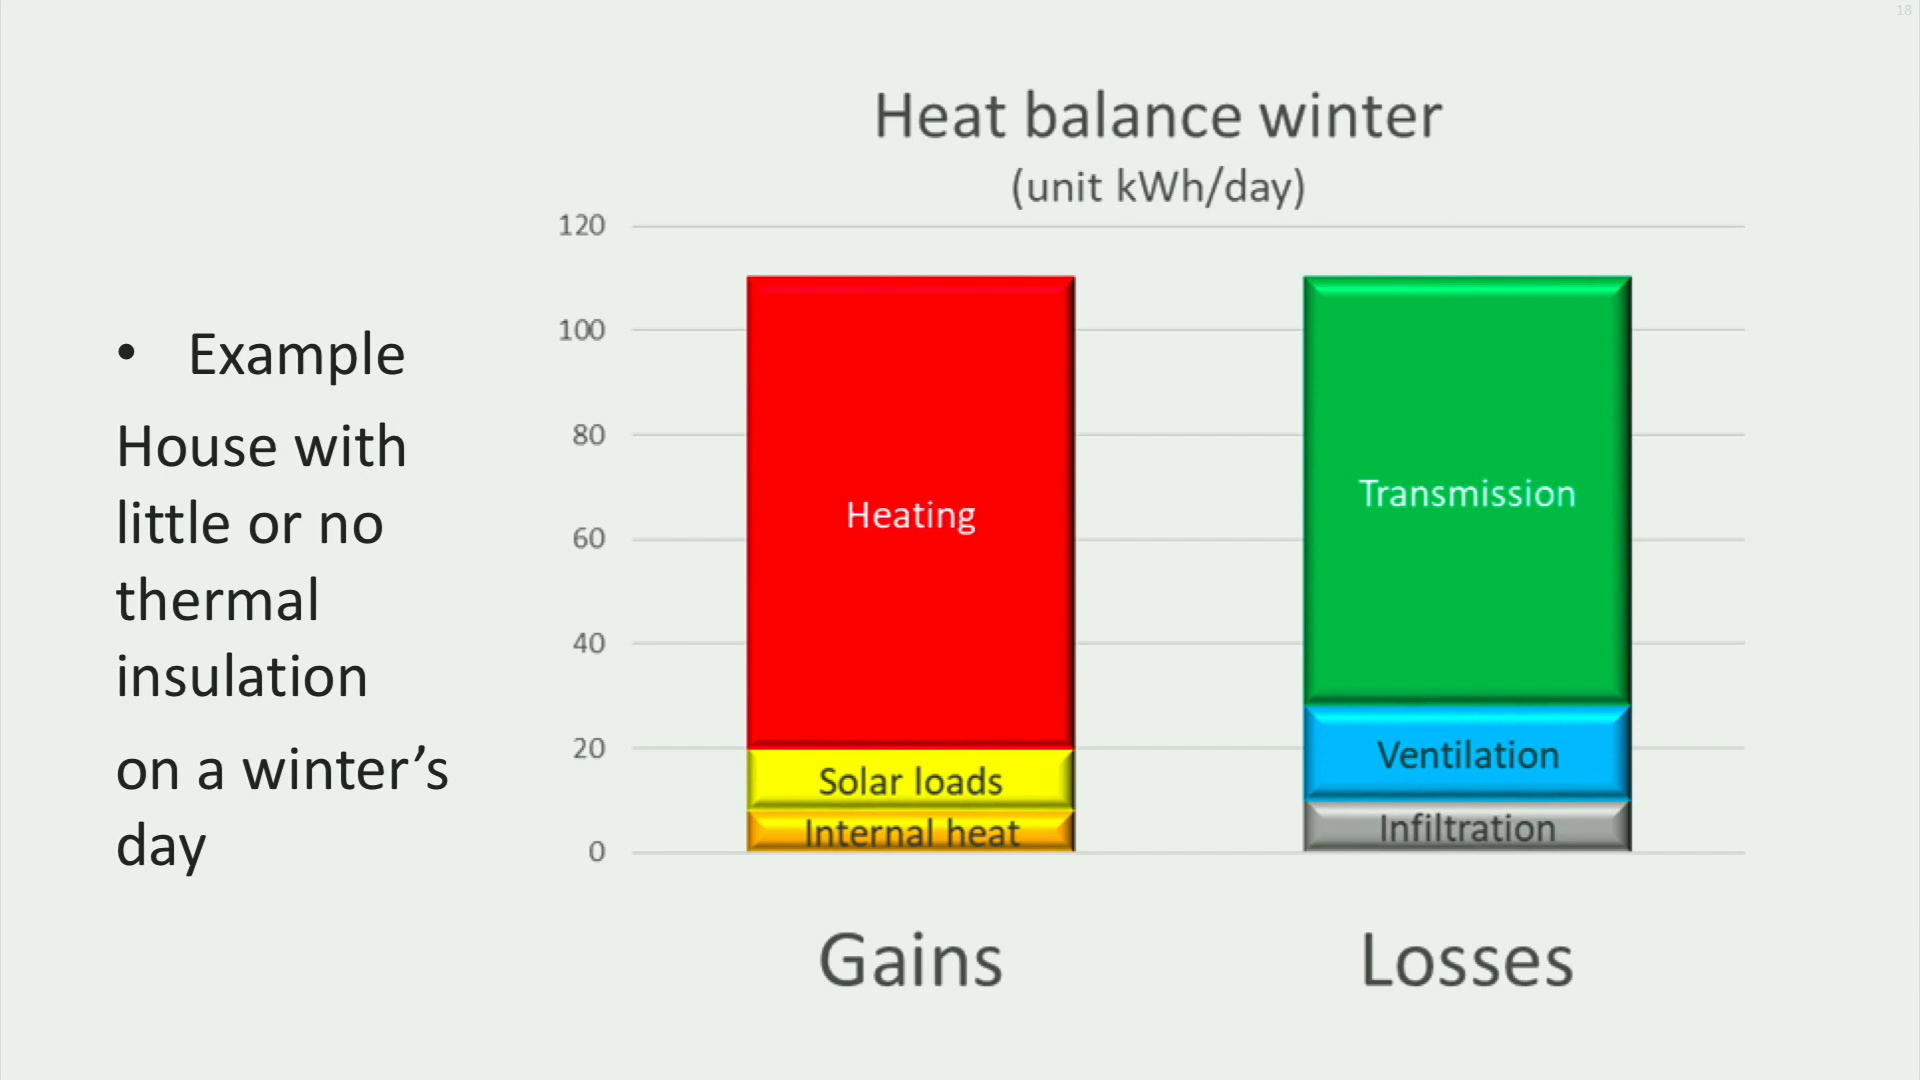 18
Heat balance winter
(unit kWh/day)
120
100
80
60
40
20
0
Heating
Solar loads
Internal heat
Transmission
Ventilation
Infiltration
Gains
Losses
• Example
House with
little or no
thermal
insulation
on a winter’s
day